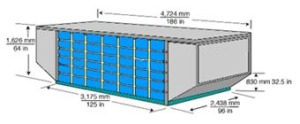 4,724 mm
186 in
1,626 mm
64 in
830 mm 32.5 in
3,175 mm
125 in
2,438 mm
96 in